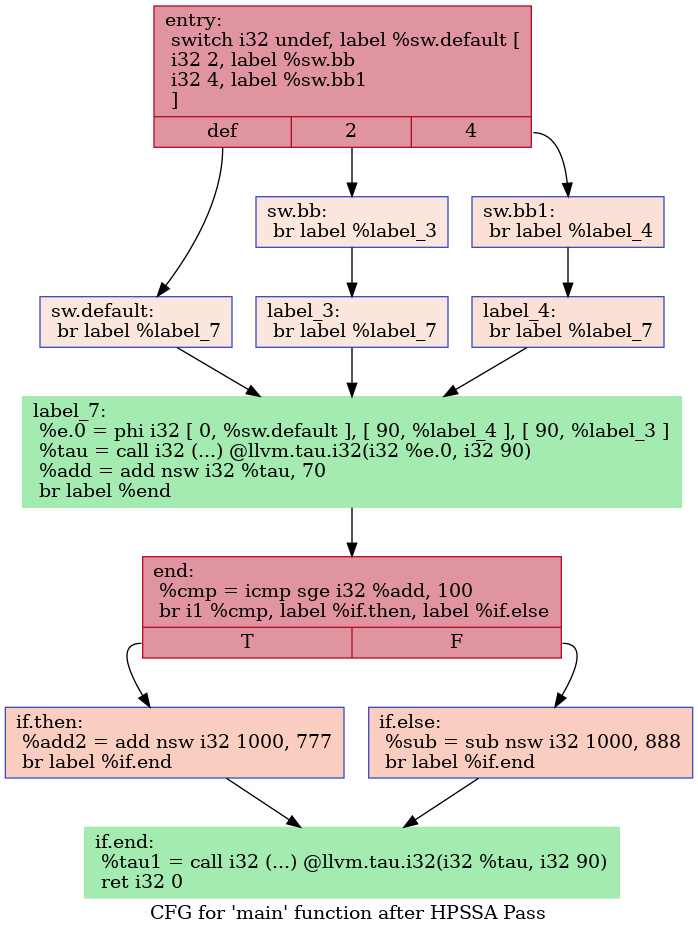 entry:
switch i32 undef, label %sw.default [
i32 2, label %sw.bb
i32 4, label %sw.bb1
]
def 2 4
sw.bb:
br label %label_3
sw.bb1:
br label %label_4
sw.default:
br label %label_7
label_3:
br label %label_7
label_4:
br label %label_7
label_7:
%e.0 = phi i32 [ 0, %sw.default ], [ 90, %label_4 ], [ 90, %label_3 ]
%tau = call i32 (...) @llvm.tau.i32(i32 %e.0, i32 90)
%add = add nsw i32 %tau, 70
br label %end
end:
%cmp = icmp sge i32 %add, 100
br i1 %cmp, label %if.then, label %if.else
T F
if.then:
%add2 = add nsw i32 1000, 777
br label %if.end
if.else:
%sub = sub nsw i32 1000, 888
br label %if.end
if.end:
%tau1 = call i32 (...) @llvm.tau.i32(i32 %tau, i32 90)
ret i32 0
CFG for 'main' function after HPSSA Pass